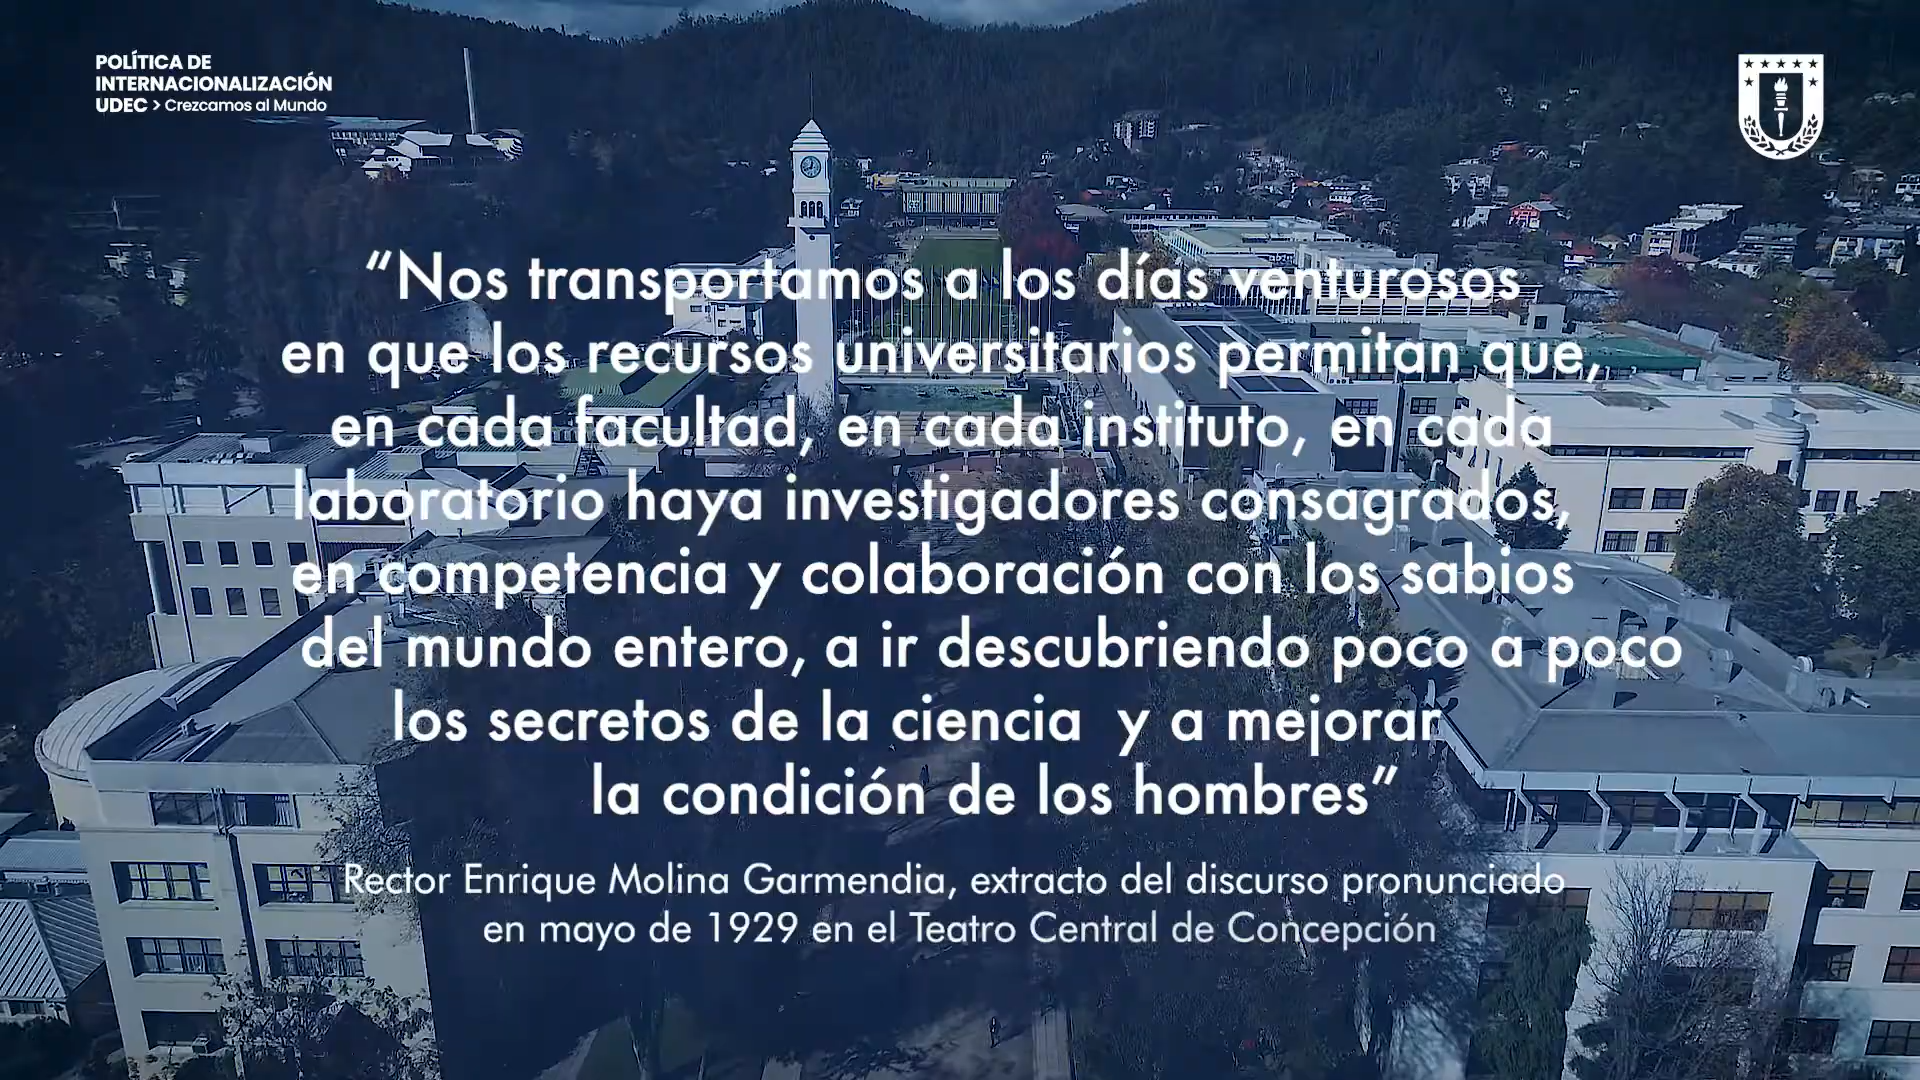 POLÍTICA DE
INTERNACIONALIZACIÓN
UDEC > Crezcamos al Mundo
“Nos transportamos a los días venturosos
en que los recursos universitarios permitan que,
en cada facultad, en cada instituto, en cada
laboratorio haya investigadores consagrados,
en competencia y colaboración con los sabios
del mundo entero, a ir descubriendo poco a poco
los secretos de la ciencia  y a mejorar
la condición de los hombres”
Rector Enrique Molina Garmendia, extracto del discurso pronunciado
en mayo de 1929 en el Teatro Central de Concepción